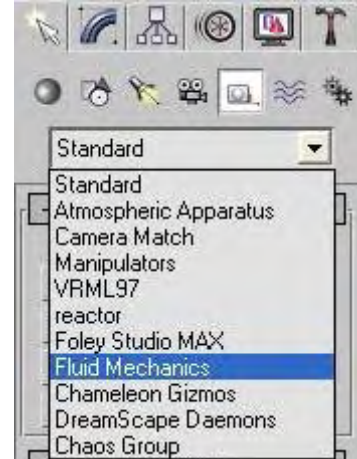 Standard
Standard
Atmospheric Apparatus
Camera Match
Manipulators
VRML97
reactor
Foley Studio MAX
Fluid Mechanics
Chameleon Gizmos
DreamScape Daemons
Chaos Group